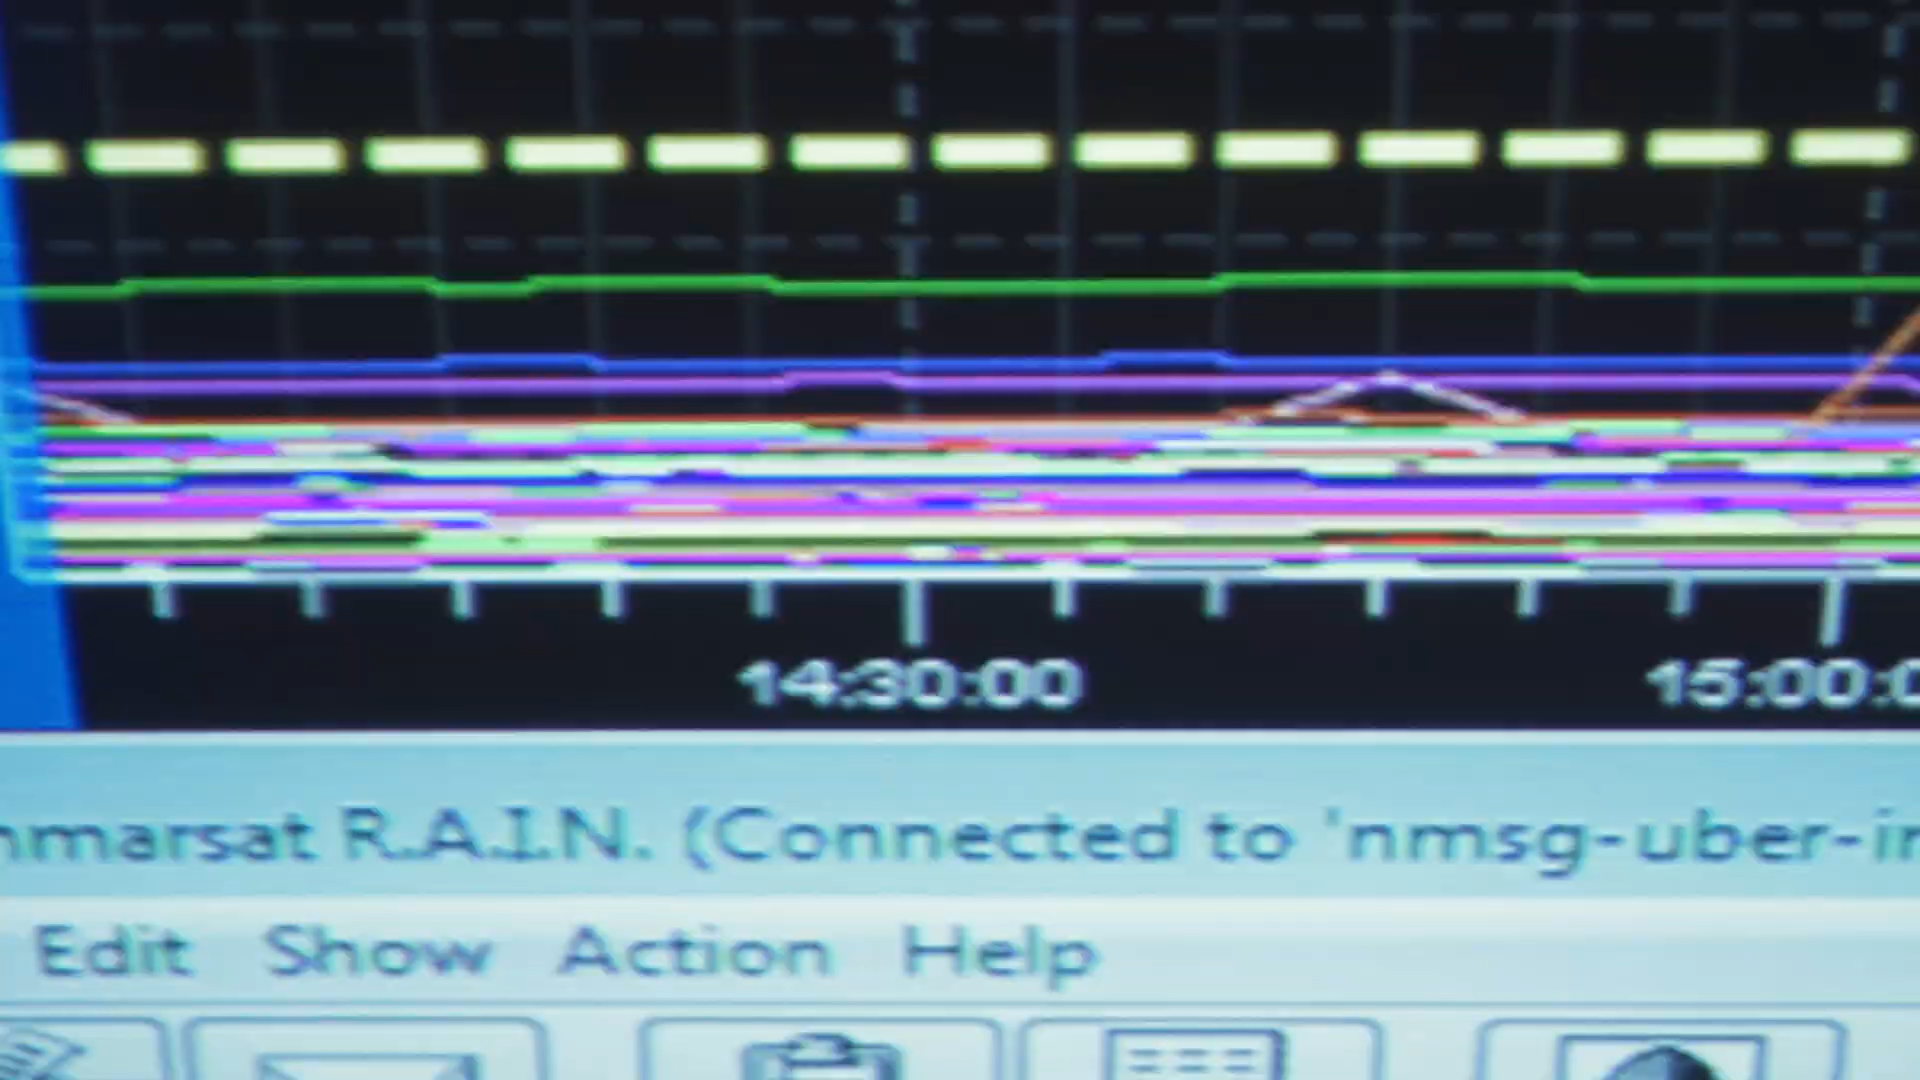 14:30:00 15:00:0
nmarsat R.A.I.N. (Connected to 'nmsg-uber-in
Edit Show Action Help